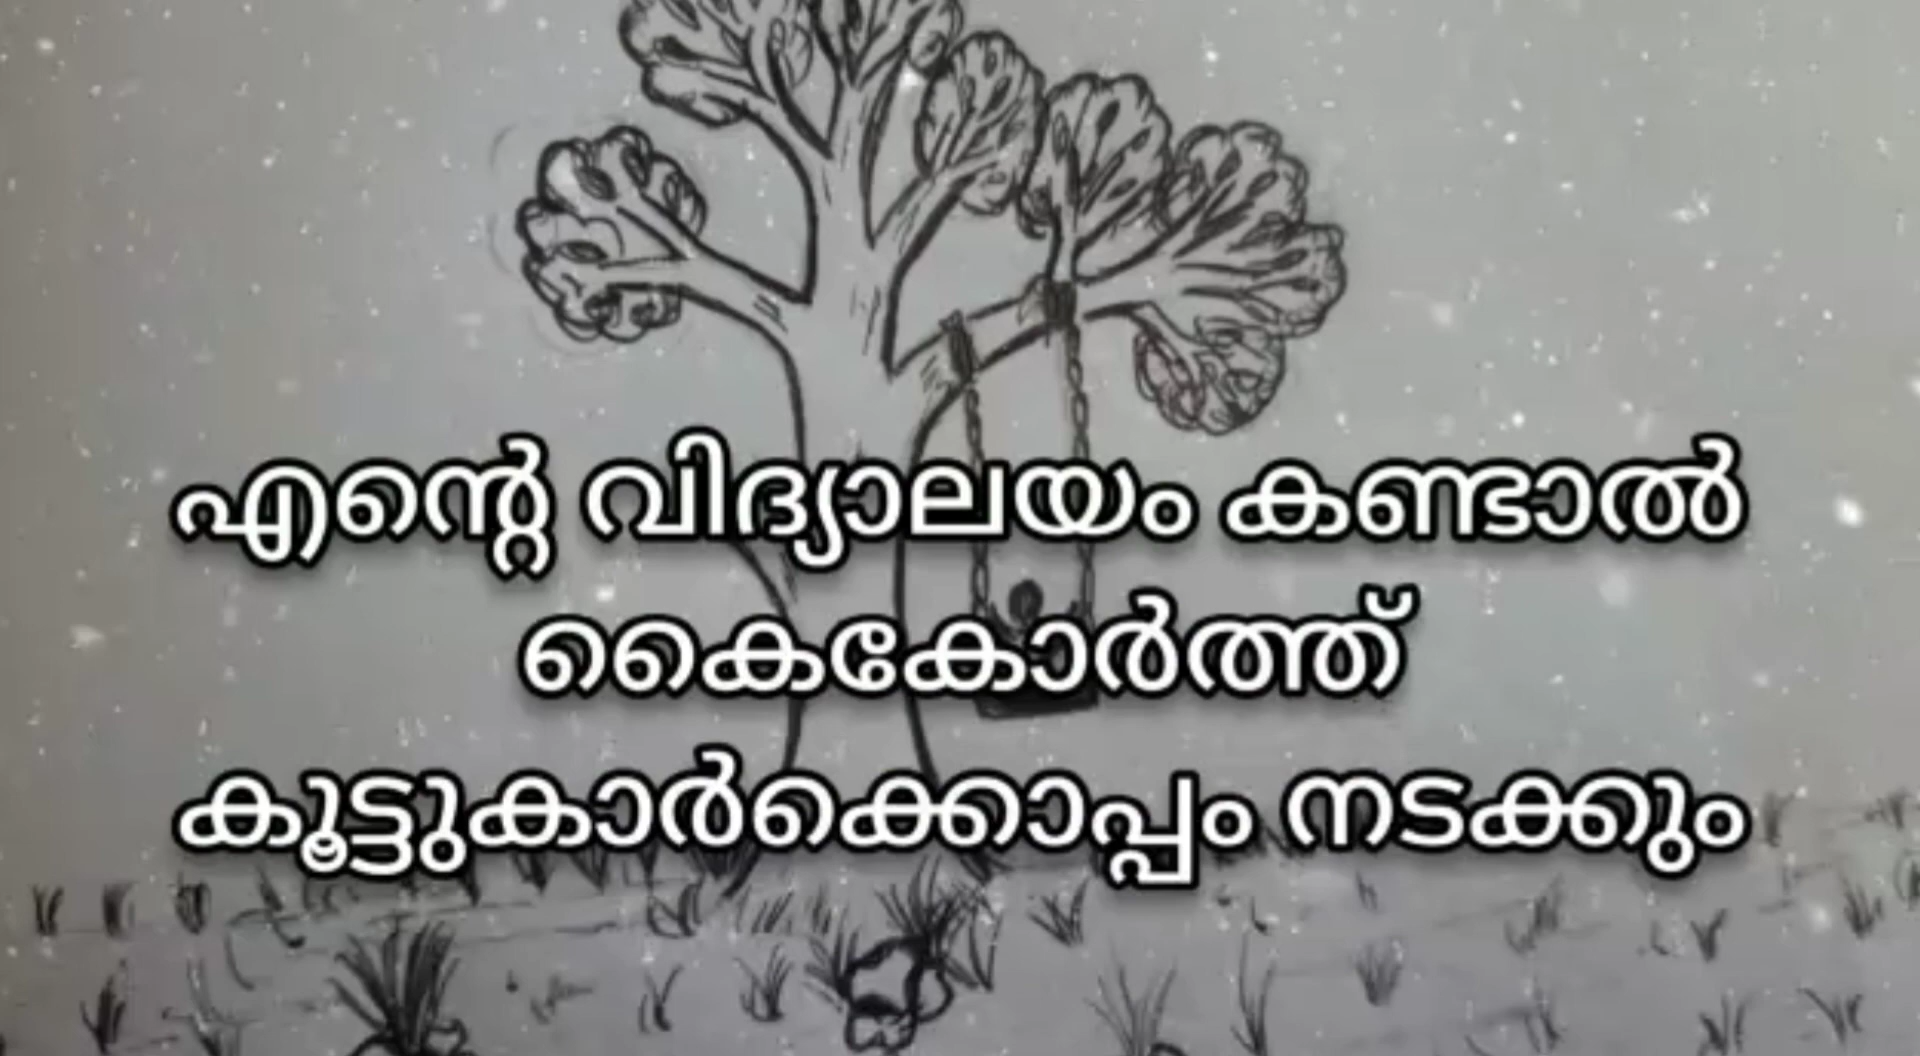 എന്റെ വിദ്യാലയം കണ്ടാൽ
കൈകോർത്ത്
കൂട്ടുകാർക്കൊപ്പം നടക്കും